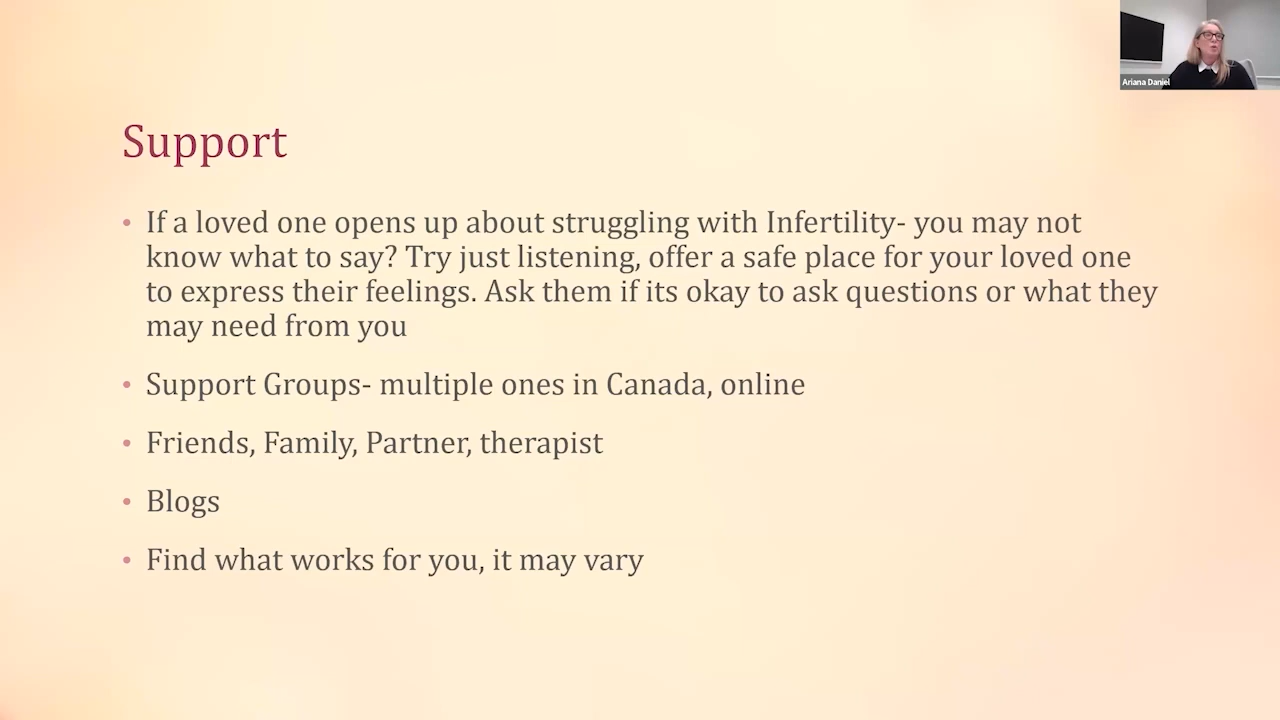 Ariana Daniel
Support
• If a loved one opens up about struggling with Infertility- you may not
know what to say? Try just listening, offer a safe place for your loved one
to express their feelings. Ask them if its okay to ask questions or what they
may need from you
• Support Groups- multiple ones in Canada, online
• Friends, Family, Partner, therapist
• Blogs
• Find what works for you, it may vary